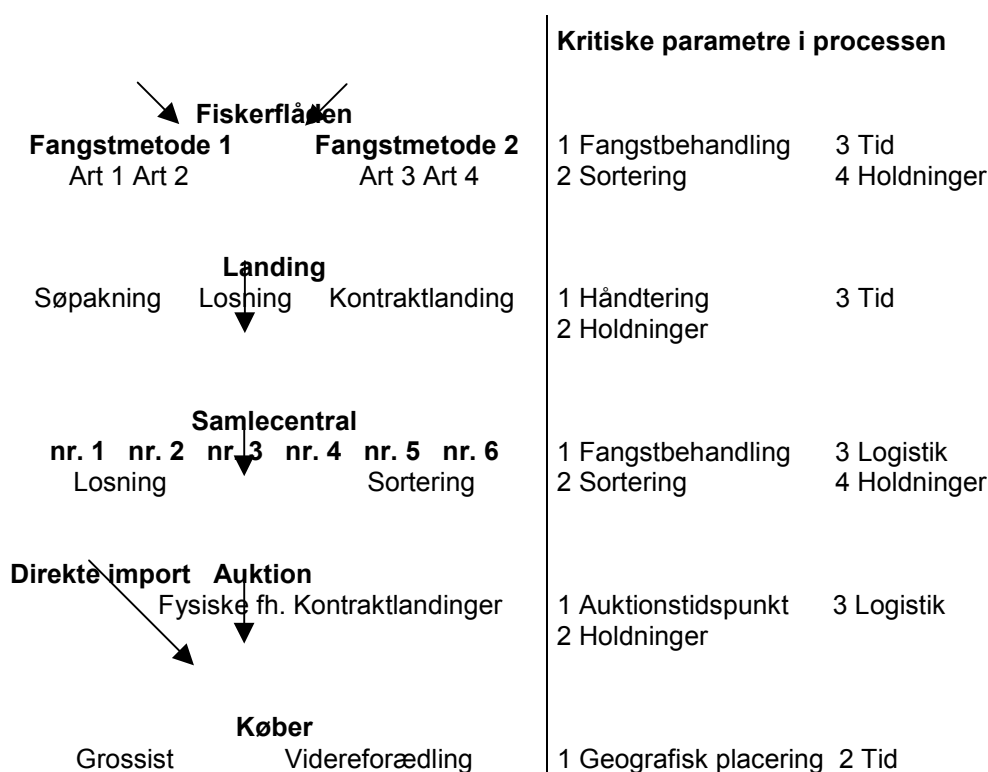 Kritiske parametre i processen
Fiskerflåden
Fangstmetode 1 Fangstmetode 2 1 Fangstbehandling 3 Tid
Art 1 Art 2 Art 3 Art 4 2 Sortering 4 Holdninger
Landing
Søpakning Losning Kontraktlanding 1 Håndtering 3 Tid
2 Holdninger
Samlecentral
nr. 1 nr. 2 nr. 3 nr. 4 nr. 5 nr. 6 1 Fangstbehandling 3 Logistik
Losning Sortering 2 Sortering 4 Holdninger
Direkte import Auktion
Fysiske fh. Kontraktlandinger 1 Auktionstidspunkt 3 Logistik
2 Holdninger
Køber
Grossist Videreforædling 1 Geografisk placering 2 Tid